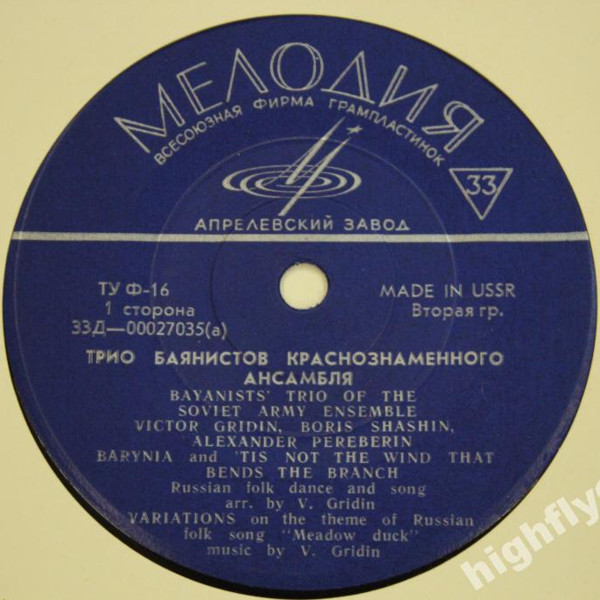 МЕЛОДИЯ
ВСЕСОЮЗНАЯ ФИРМА ГРАМПЛАСТИНОК
33
АПРЕЛЕВСКИЙ ЗАВОД
ТУ Ф-16
MADE IN USSR
1 сторона
Вторая гр.
33Д—00027035(а)
ТРИО БАЯНИСТОВ КРАСНОЗНАМЕННОГО
АНСАМБЛЯ
BAYANISTS' TRIO OF THE
SOVIET ARMY ENSEMBLE
VICTOR GRIDIN, BORIS SHASHIN,
ALEXANDER PEREBERIN
BARYNIA and 'TIS NOT THE WIND THAT
BENDS THE BRANCH
Russian folk dance and song
arr. by V. Gridin
VARIATIONS on the theme of Russian
folk song "Meadow duck"
music by V. Gridin